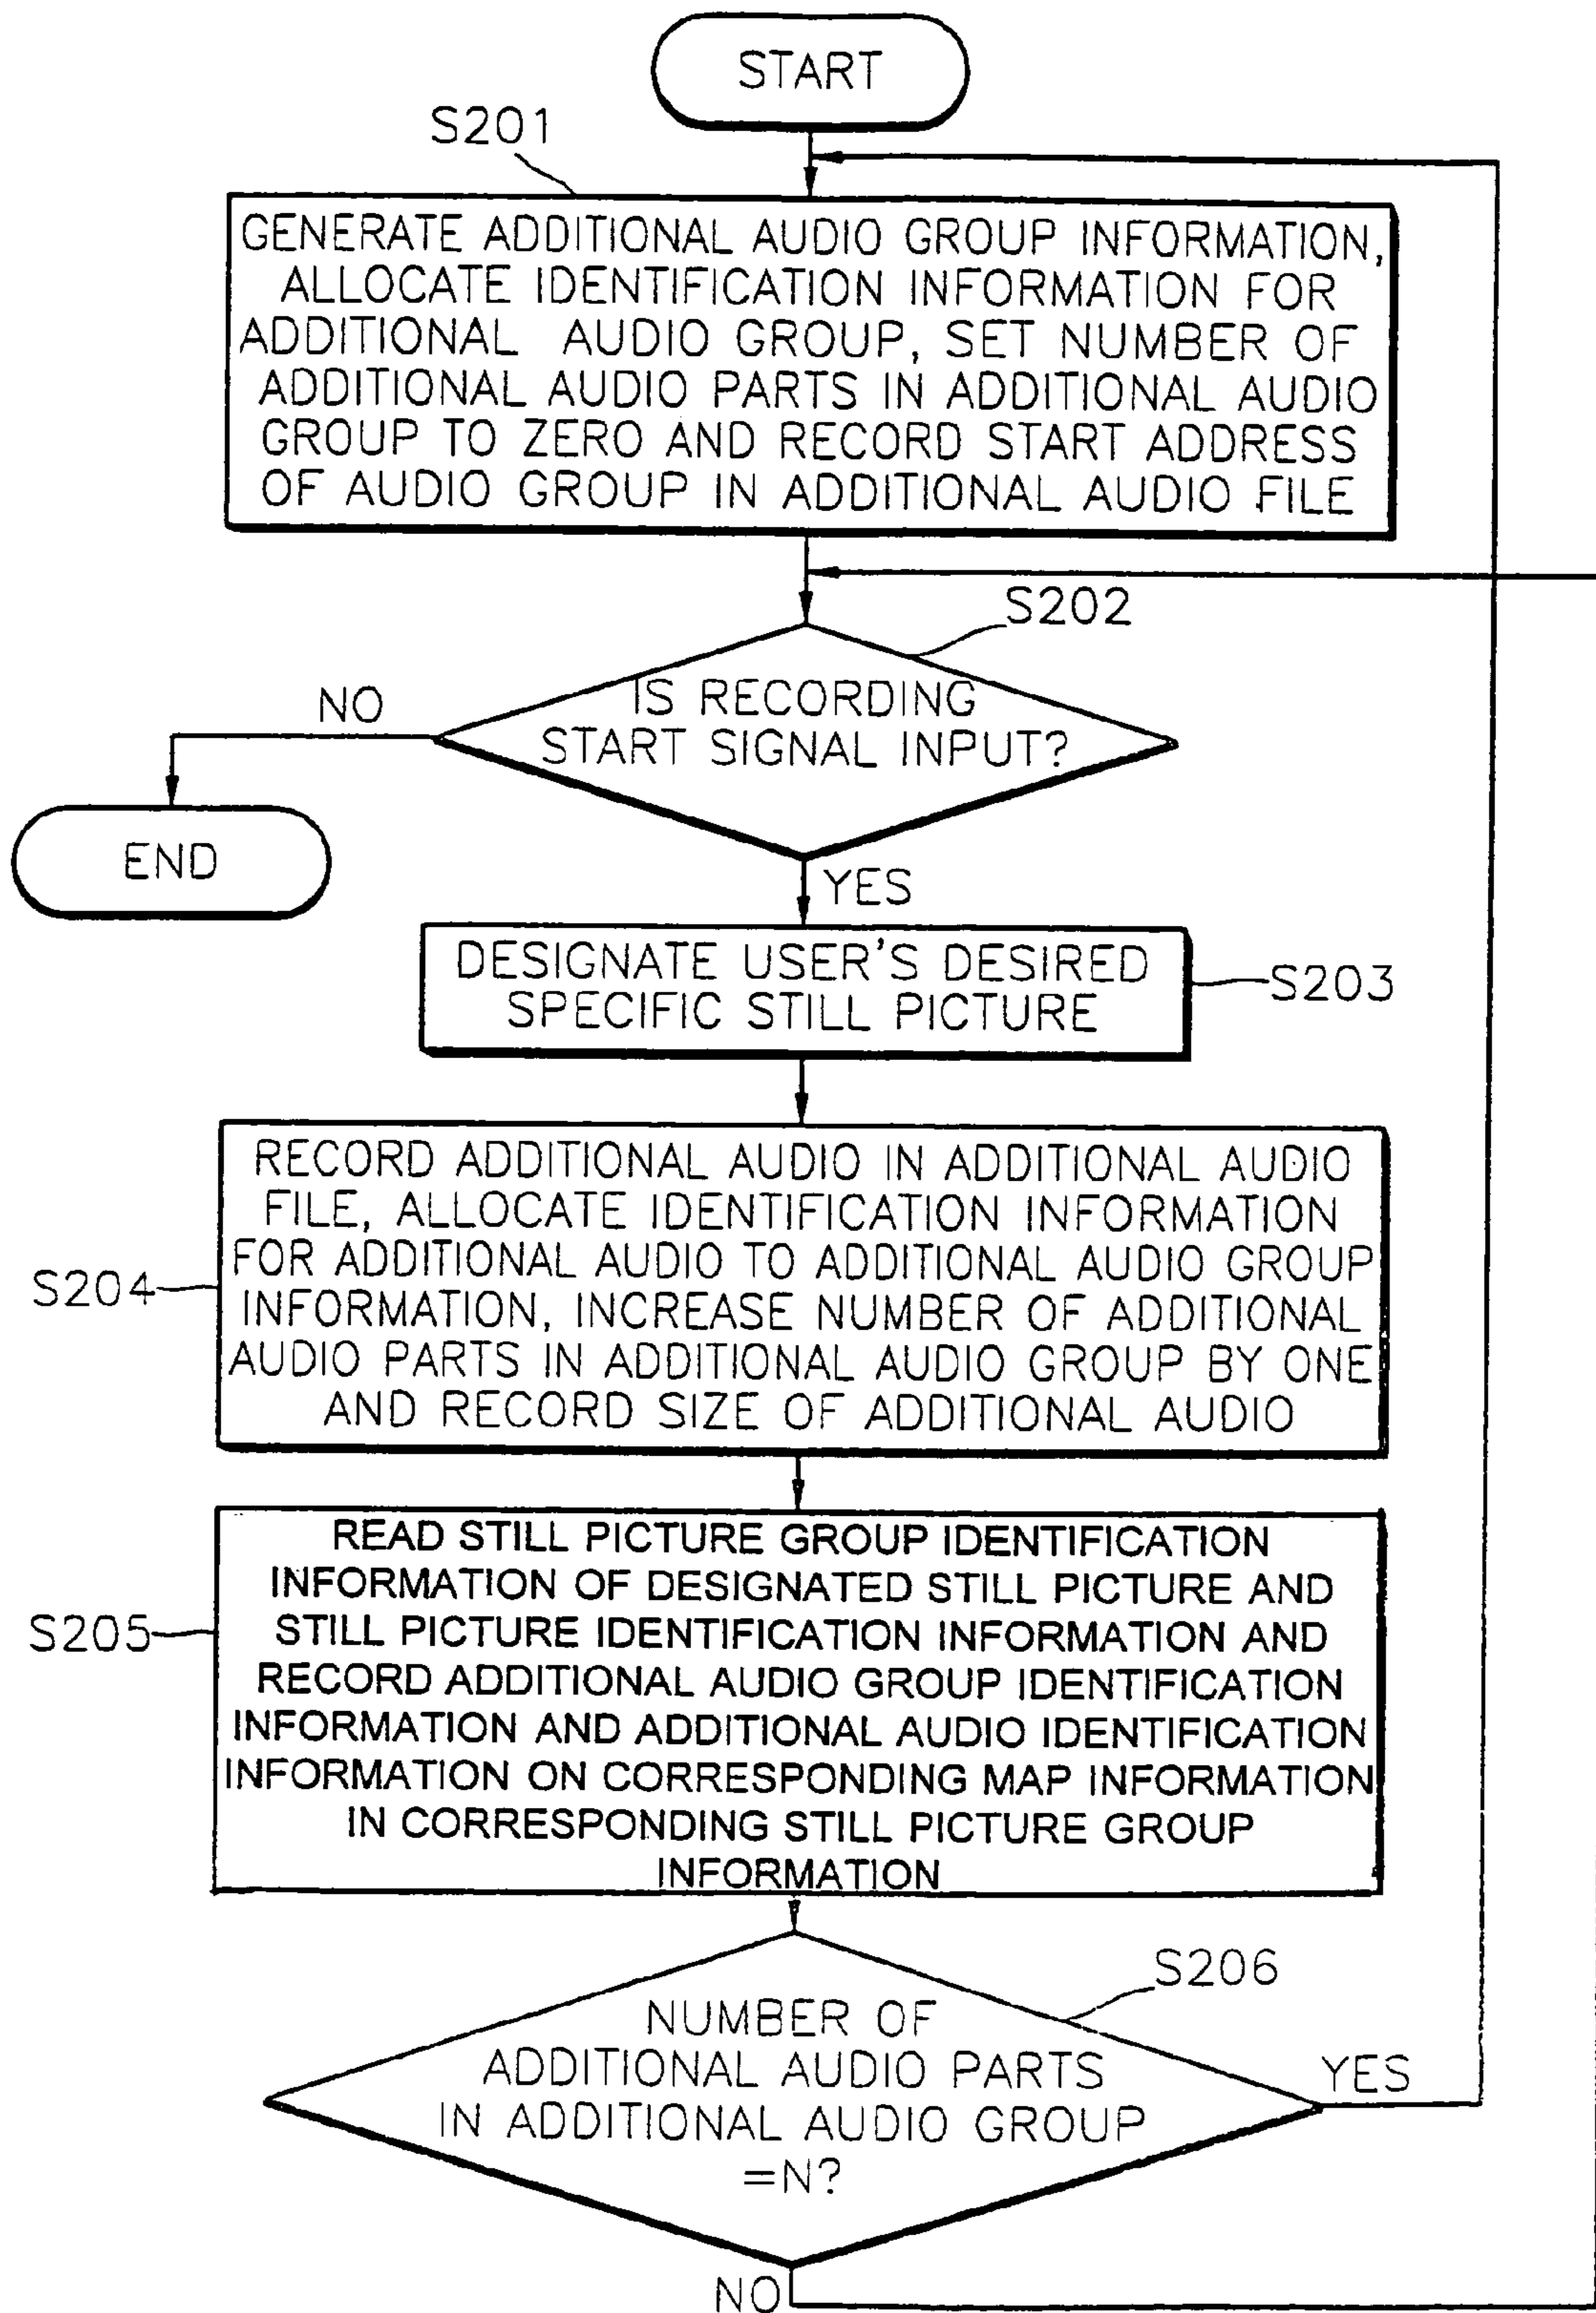 START
S201
GENERATE ADDITIONAL AUDIO GROUP INFORMATION,
ALLOCATE IDENTIFICATION INFORMATION FOR
ADDITIONAL AUDIO GROUP, SET NUMBER OF
ADDITIONAL AUDIO PARTS IN ADDITIONAL AUDIO
GROUP TO ZERO AND RECORD START ADDRESS
OF AUDIO GROUP IN ADDITIONAL AUDIO FILE
S202
IS RECORDING
START SIGNAL INPUT?
NO
END
YES
DESIGNATE USER'S DESIRED
SPECIFIC STILL PICTURE
S203
RECORD ADDITIONAL AUDIO IN ADDITIONAL AUDIO
FILE, ALLOCATE IDENTIFICATION INFORMATION
FOR ADDITIONAL AUDIO TO ADDITIONAL AUDIO GROUP
INFORMATION, INCREASE NUMBER OF ADDITIONAL
AUDIO PARTS IN ADDITIONAL AUDIO GROUP BY ONE
AND RECORD SIZE OF ADDITIONAL AUDIO
S204
READ STILL PICTURE GROUP IDENTIFICATION
INFORMATION OF DESIGNATED STILL PICTURE AND
STILL PICTURE IDENTIFICATION INFORMATION AND
RECORD ADDITIONAL AUDIO GROUP IDENTIFICATION
INFORMATION AND ADDITIONAL AUDIO IDENTIFICATION
INFORMATION ON CORRESPONDING MAP INFORMATION
IN CORRESPONDING STILL PICTURE GROUP
INFORMATION
S205
S206
NUMBER OF
ADDITIONAL AUDIO PARTS
IN ADDITIONAL AUDIO GROUP
=N?
YES
NO